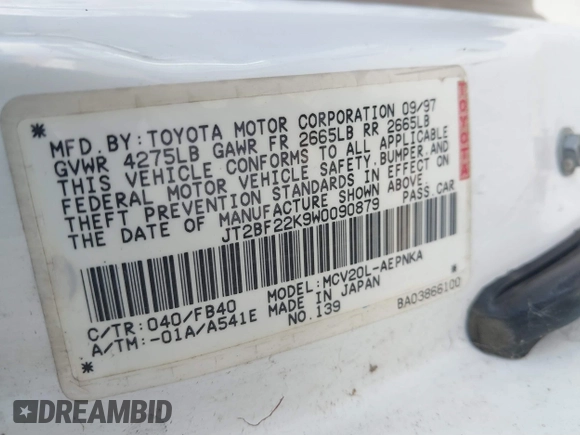 MFD. BY: TOYOTA MOTOR CORPORATION 09/97
GVWR 4275LB GAWR FR 2665LB RR 2665LB
THIS VEHICLE CONFORMS TO ALL APPLICABLE
FEDERAL MOTOR VEHICLE SAFETY, BUMPER, AND
THEFT PREVENTION STANDARDS IN EFFECT ON
THE DATE OF MANUFACTURE SHOWN ABOVE.
JT2BF22K9W0090879 PASS. CAR
TOYOTA
C/TR: 040/FB40 MODEL: MCV20L-AEPNKA
A/TM: -01A/A541E MADE IN JAPAN
NO. 139 BA03866100
DREAMBID